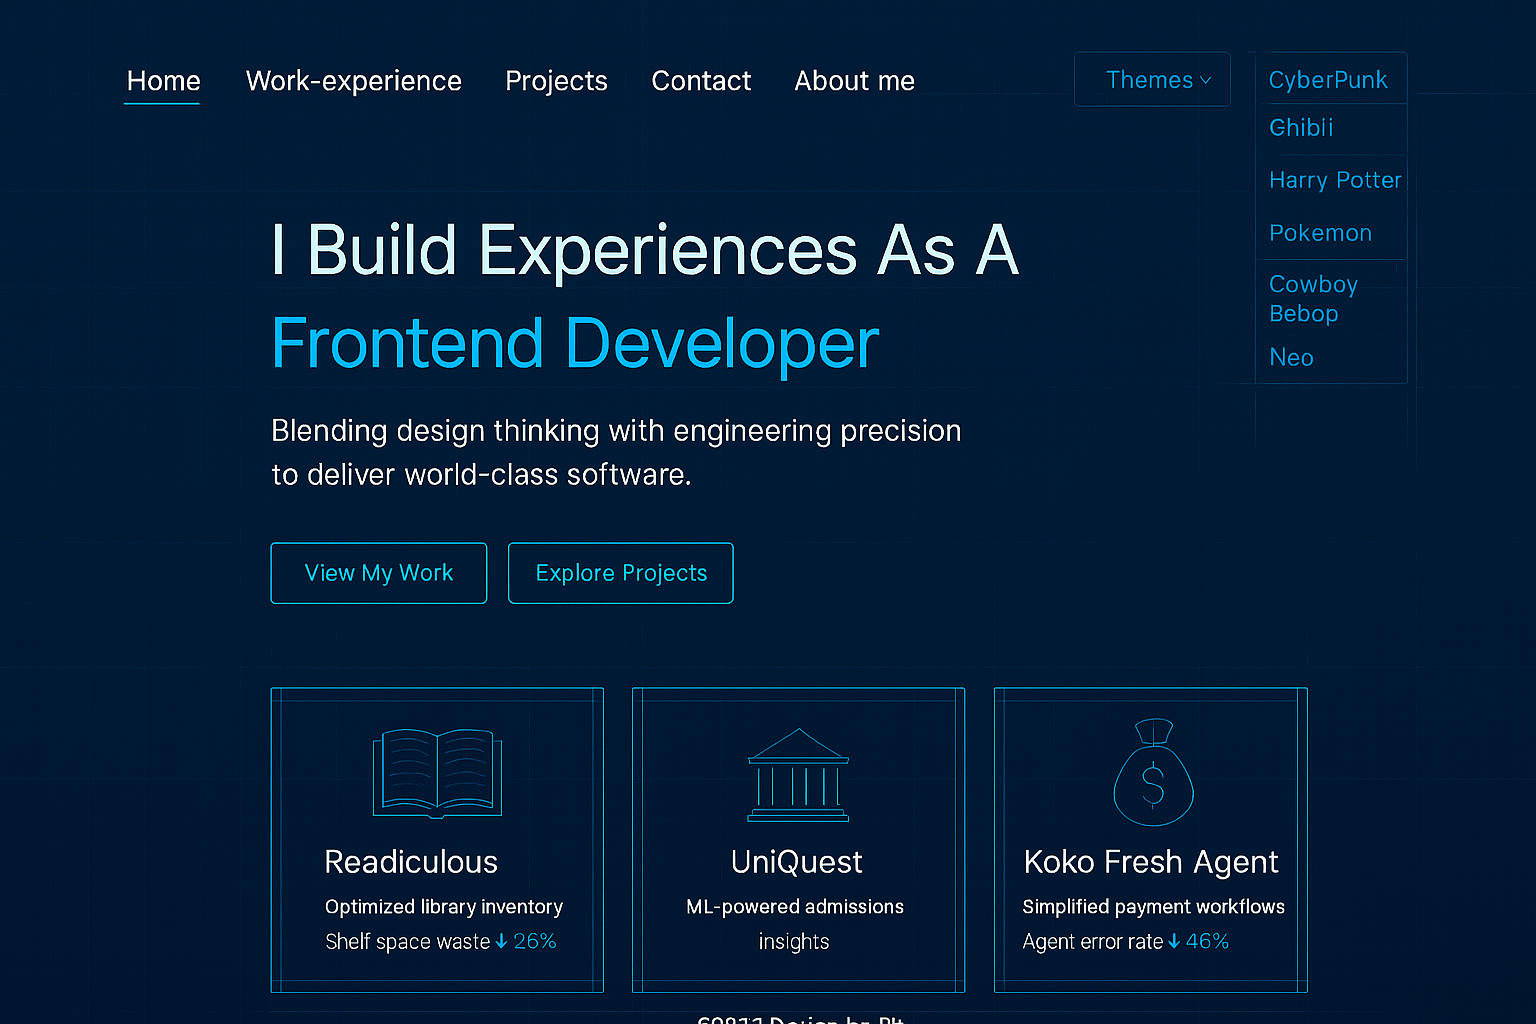 Home Work-experience Projects Contact About me Themes
CyberPunk
Ghibii
Harry Potter
Pokemon
Cowboy
Bebop
Neo
I Build Experiences As A
Frontend Developer
Blending design thinking with engineering precision
to deliver world-class software.
View My Work Explore Projects
Readiculous
Optimized library inventory
Shelf space waste ↓ 26%
UniQuest
ML-powered admissions
insights
Koko Fresh Agent
Simplified payment workflows
Agent error rate ↓ 46%